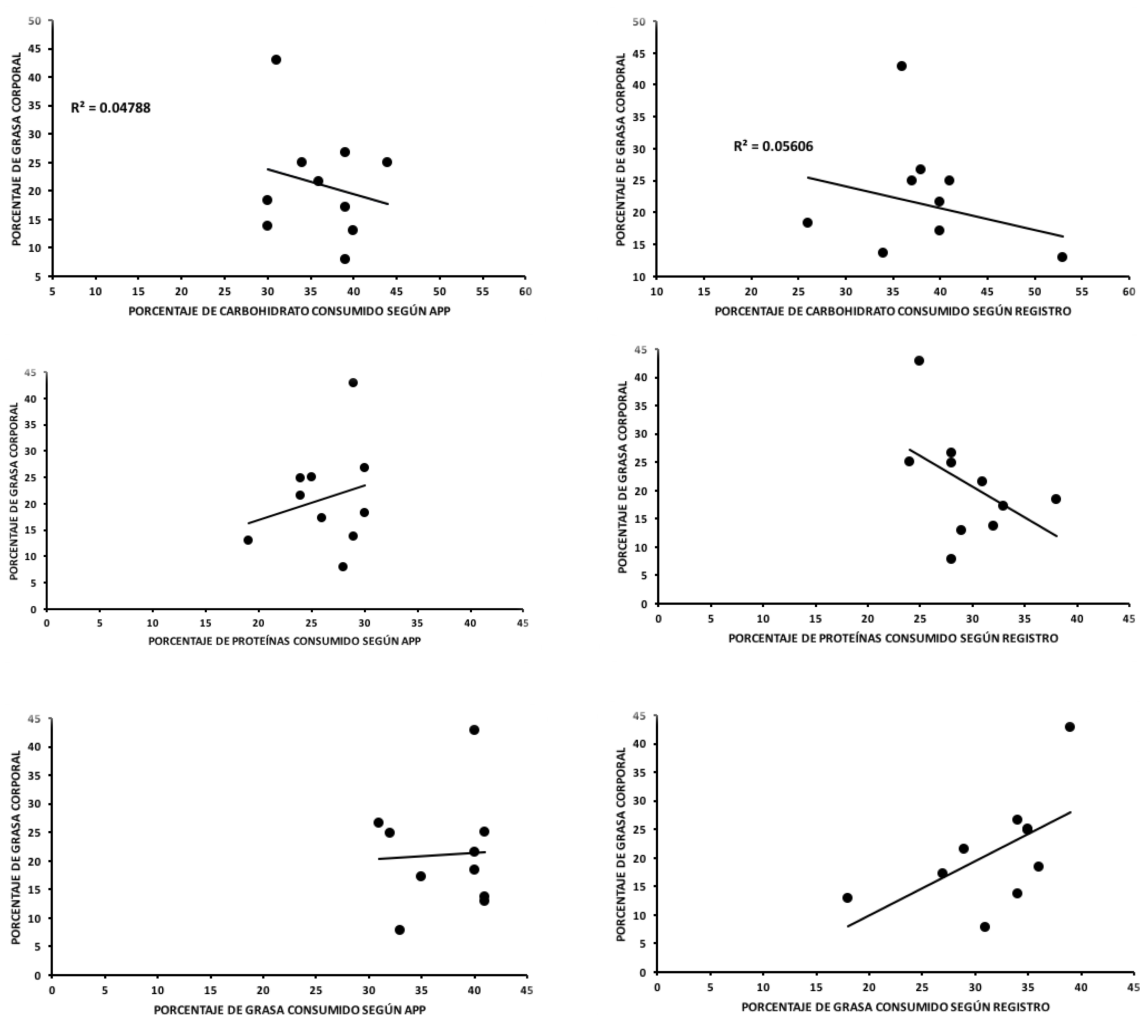 PORCENTAJE DE GRASA CORPORAL
50
45
40
35
30
25
20
15
10
5
R² = 0.04788
5 10 15 20 25 30 35 40 45 50 55 60
PORCENTAJE DE CARBOHIDRATO CONSUMIDO SEGÚN APP
PORCENTAJE DE GRASA CORPORAL
50
45
40
35
30
25
20
15
10
R² = 0.05606
10 15 20 25 30 35 40 45 50 55 60
PORCENTAJE DE CARBOHIDRATO CONSUMIDO SEGÚN REGISTRO
PORCENTAJE DE GRASA CORPORAL
45
40
35
30
25
20
15
10
5
0
0 5 10 15 20 25 30 35 40 45
PORCENTAJE DE PROTEÍNAS CONSUMIDO SEGÚN APP
PORCENTAJE DE GRASA CORPORAL
45
40
35
30
25
20
15
10
5
0
0 5 10 15 20 25 30 35 40 45
PORCENTAJE DE PROTEÍNAS CONSUMIDO SEGÚN REGISTRO
PORCENTAJE DE GRASA CORPORAL
45
40
35
30
25
20
15
10
5
0
0 5 10 15 20 25 30 35 40 45
PORCENTAJE DE GRASA CONSUMIDO SEGÚN APP
PORCENTAJE DE GRASA CORPORAL
45
40
35
30
25
20
15
10
5
0
0 5 10 15 20 25 30 35 40 45
PORCENTAJE DE GRASA CONSUMIDO SEGÚN REGISTRO